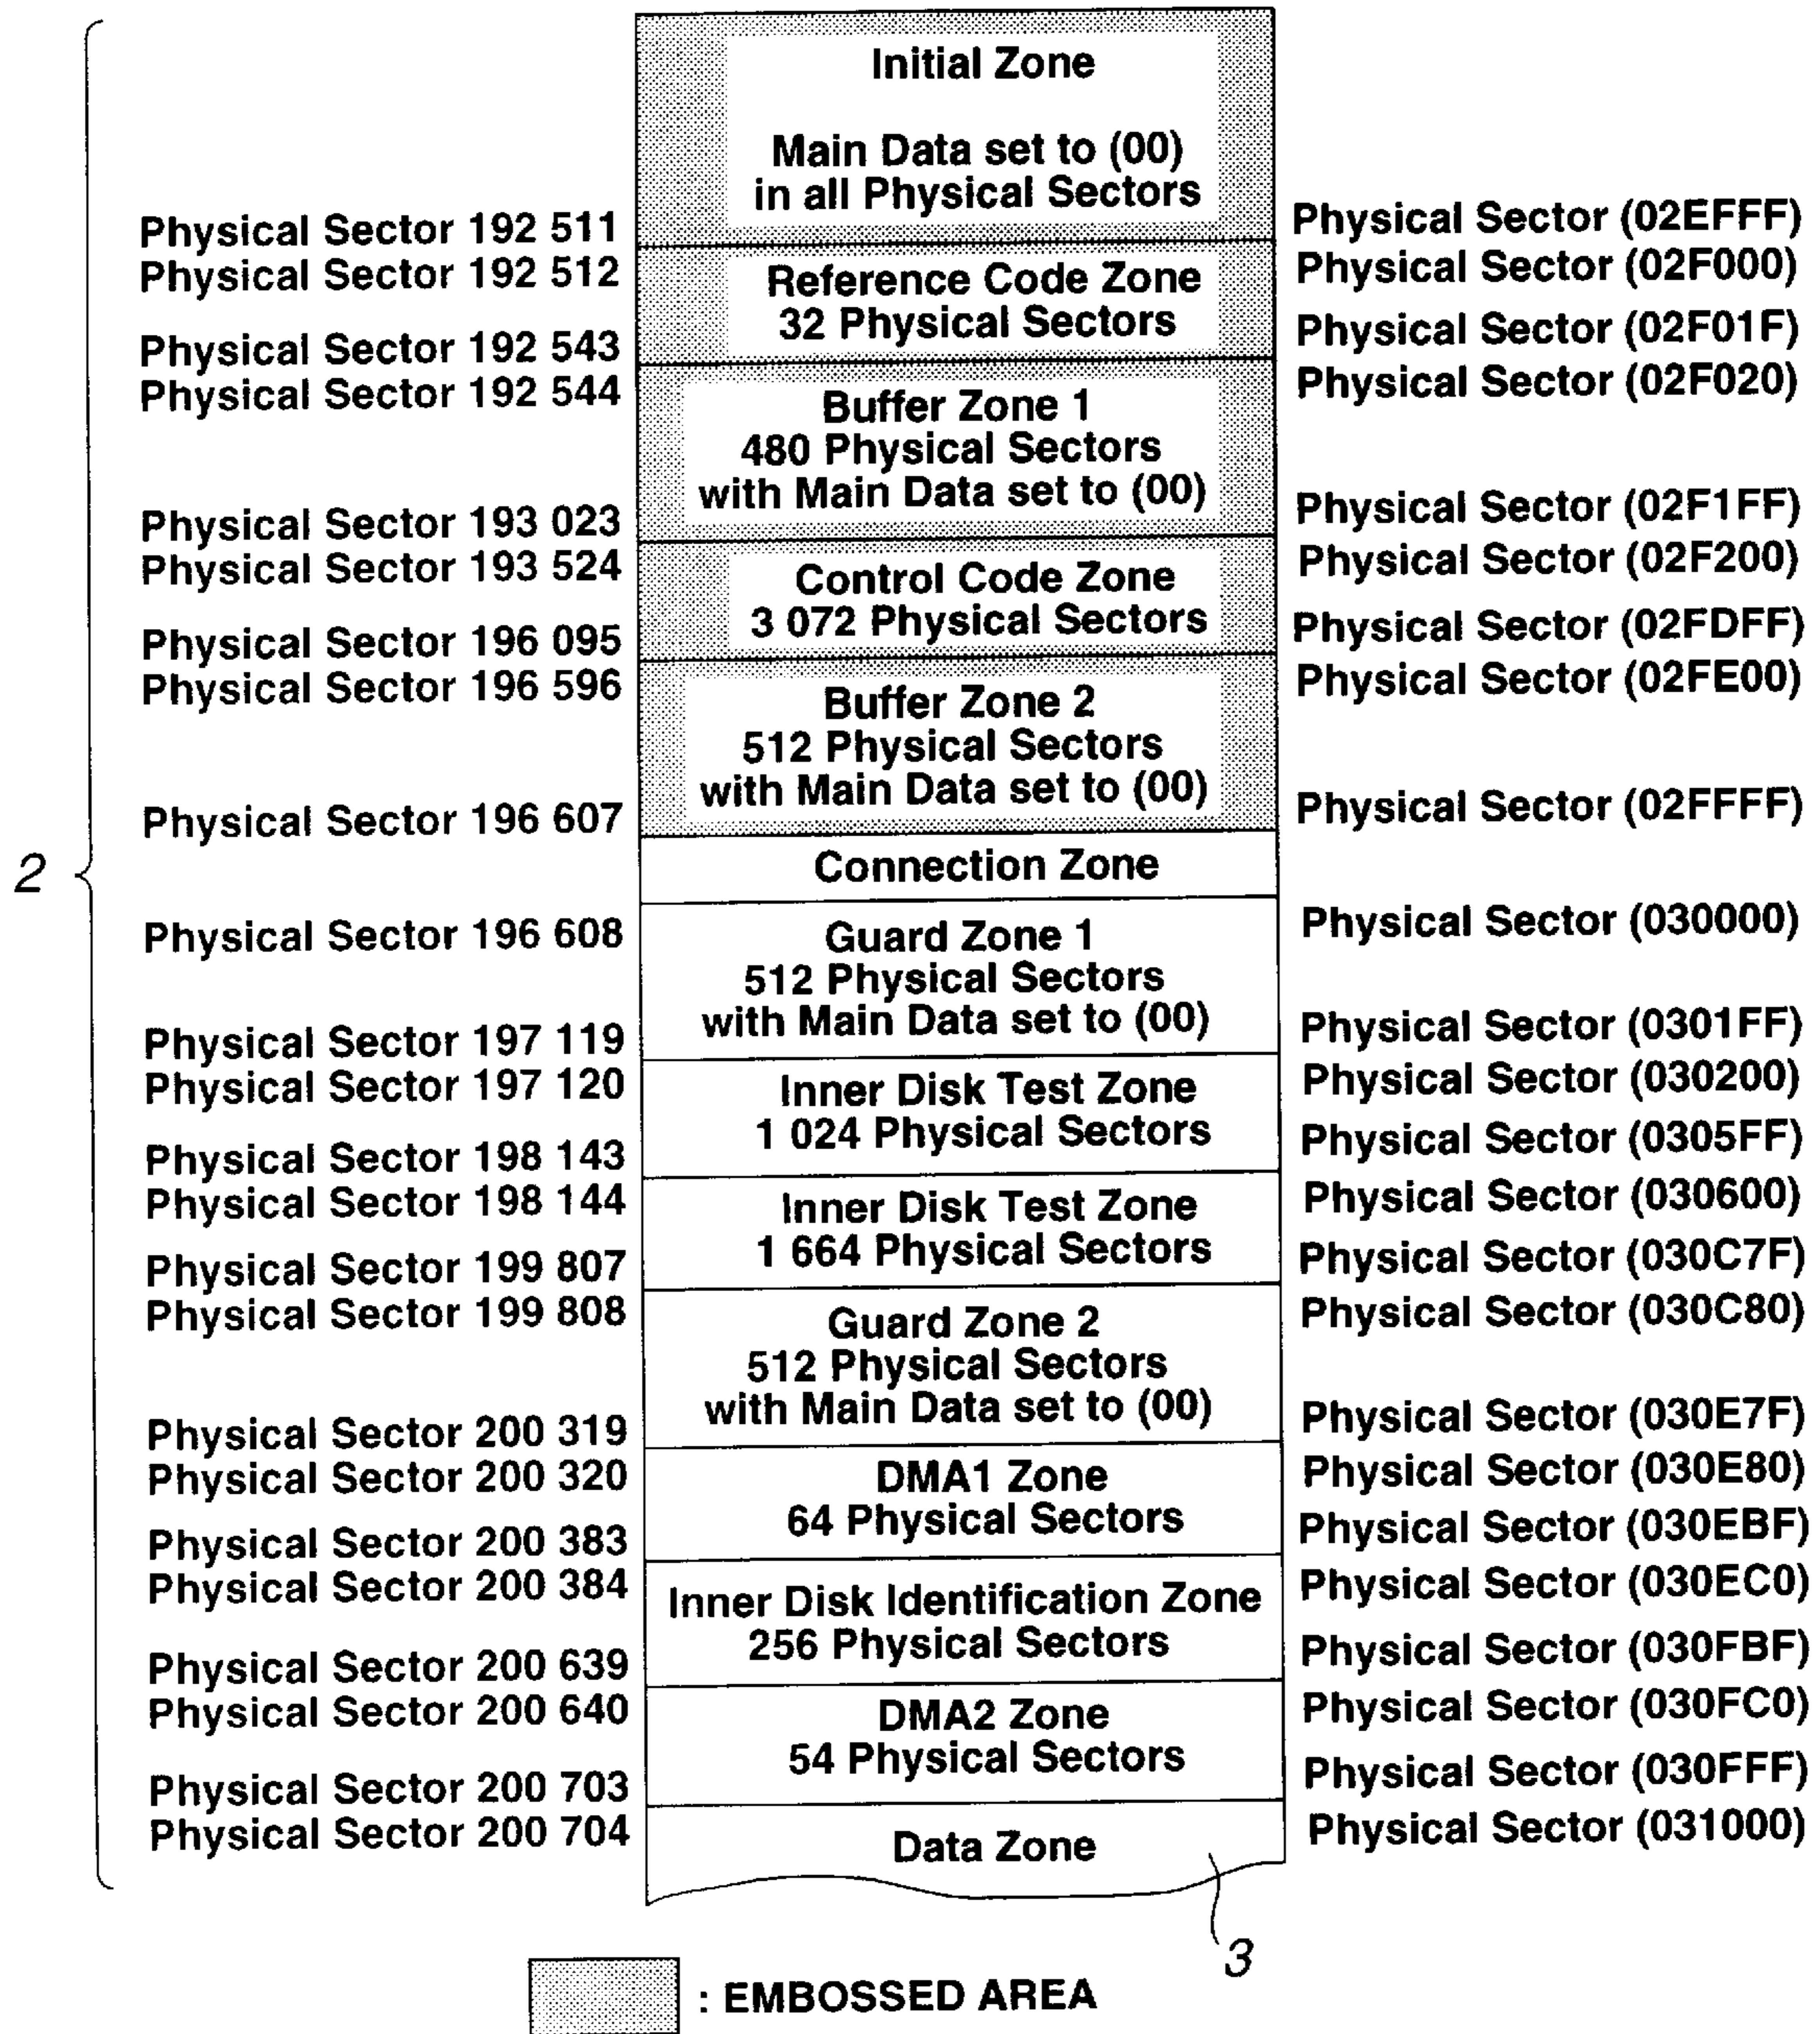 Initial Zone
Main Data set to (00)
in all Physical Sectors
Physical Sector 192 511
Physical Sector (02EFFF)
Physical Sector 192 512
Physical Sector (02F000)
Reference Code Zone
32 Physical Sectors
Physical Sector 192 543
Physical Sector (02F01F)
Physical Sector 192 544
Physical Sector (02F020)
Buffer Zone 1
480 Physical Sectors
with Main Data set to (00)
Physical Sector 193 023
Physical Sector (02F1FF)
Physical Sector 193 524
Physical Sector (02F200)
Control Code Zone
3 072 Physical Sectors
Physical Sector 196 095
Physical Sector (02FDFF)
Physical Sector 196 596
Physical Sector (02FE00)
Buffer Zone 2
512 Physical Sectors
with Main Data set to (00)
Physical Sector 196 607
Physical Sector (02FFFF)
2
Connection Zone
Physical Sector 196 608
Physical Sector (030000)
Guard Zone 1
512 Physical Sectors
with Main Data set to (00)
Physical Sector 197 119
Physical Sector (0301FF)
Physical Sector 197 120
Physical Sector (030200)
Inner Disk Test Zone
1 024 Physical Sectors
Physical Sector 198 143
Physical Sector (0305FF)
Physical Sector 198 144
Physical Sector (030600)
Inner Disk Test Zone
1 664 Physical Sectors
Physical Sector 199 807
Physical Sector (030C7F)
Physical Sector 199 808
Physical Sector (030C80)
Guard Zone 2
512 Physical Sectors
with Main Data set to (00)
Physical Sector 200 319
Physical Sector (030E7F)
Physical Sector 200 320
Physical Sector (030E80)
DMA1 Zone
64 Physical Sectors
Physical Sector 200 383
Physical Sector (030EBF)
Physical Sector 200 384
Physical Sector (030EC0)
Inner Disk Identification Zone
256 Physical Sectors
Physical Sector 200 639
Physical Sector (030FBF)
Physical Sector 200 640
Physical Sector (030FC0)
DMA2 Zone
54 Physical Sectors
Physical Sector 200 703
Physical Sector (030FFF)
Physical Sector 200 704
Physical Sector (031000)
Data Zone
3
: EMBOSSED AREA